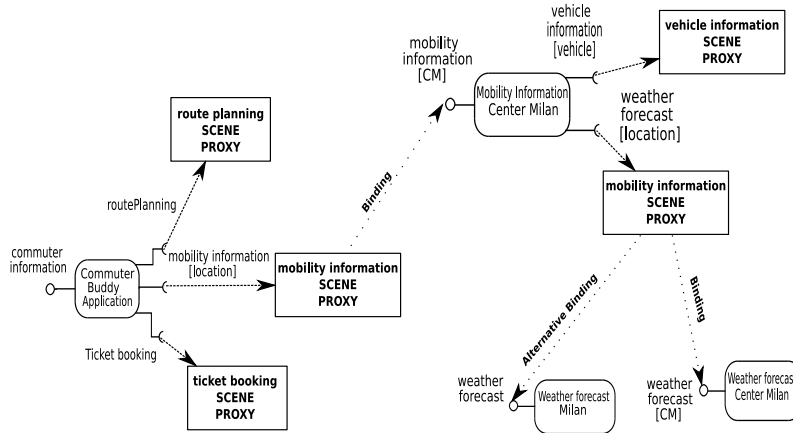 vehicle
information
[vehicle]
vehicle information
SCENE
PROXY
mobility
information
[CM]
Mobility Information
Center Milan
weather
forecast
[location]
route planning
SCENE
PROXY
mobility information
SCENE
PROXY
Binding
routePlanning
commuter
information
Commuter
Buddy
Application
mobility information
[location]
mobility information
SCENE
PROXY
Alternative Binding
Binding
Ticket booking
ticket booking
SCENE
PROXY
weather
forecast
Weather forecast
Milan
weather
forecast
[CM]
Weather forecas
Center Milan